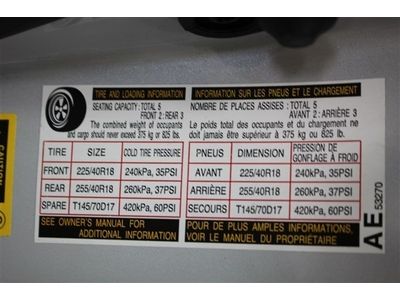 TIRE AND LOADING INFORMATION
SEATING CAPACITY: TOTAL 5
FRONT 2 : REAR 3
The combined weight of occupants
and cargo should never exceed 375 kg or 825 lbs.
TIRE SIZE COLD TIRE PRESSURE
FRONT 225/40R18 240kPa, 35PSI
REAR 255/40R18 260kPa, 37PSI
SPARE T145/70D17 420kPa, 60PSI
SEE OWNER'S MANUAL FOR
ADDITIONAL INFORMATION
INFORMATION SUR LES PNEUS ET LE CHARGEMENT
NOMBRE DE PLACES ASSISES : TOTAL 5
AVANT 2 : ARRIÈRE 3
Le poids total des occupants et du chargement ne
doit jamais être supérieur à 375 kg ou 825 lb.
PNEUS DIMENSION PRESSION DE
GONFLAGE À FROID
AVANT 225/40R18 240kPa, 35PSI
ARRIÈRE 255/40R18 260kPa, 37PSI
SECOURS T145/70D17 420kPa, 60PSI
POUR DE PLUS AMPLES INFORMATIONS,
VOIR LE MANUEL DU PROPRIÉTAIRE
AE 53270
CAUTION